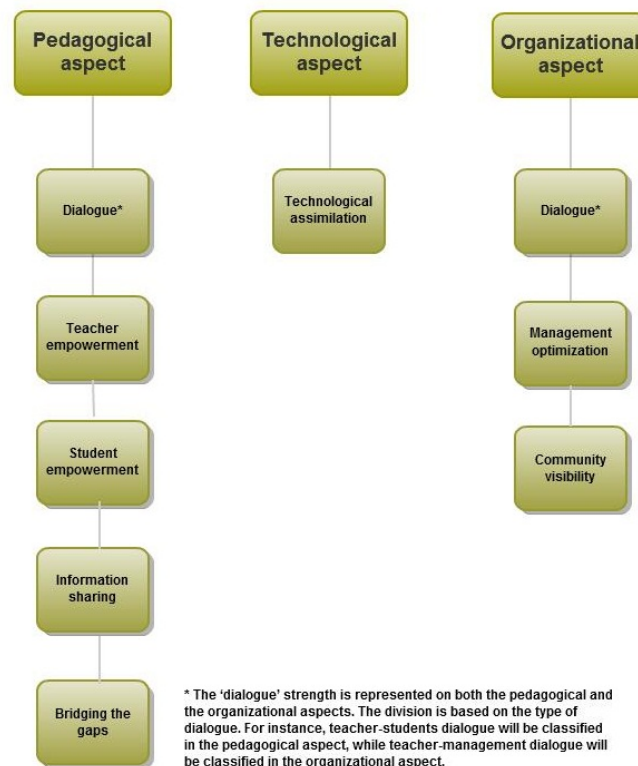 Pedagogical
aspect
Technological
aspect
Organizational
aspect
Dialogue*
Technological
assimilation
Dialogue*
Teacher
empowerment
Management
optimization
Student
empowerment
Community
visibility
Information
sharing
Bridging the
gaps
* The ‘dialogue’ strength is represented on both the pedagogical and
the organizational aspects. The division is based on the type of
dialogue. For instance, teacher-students dialogue will be classified
in the pedagogical aspect, while teacher-management dialogue will
be classified in the organizational aspect.